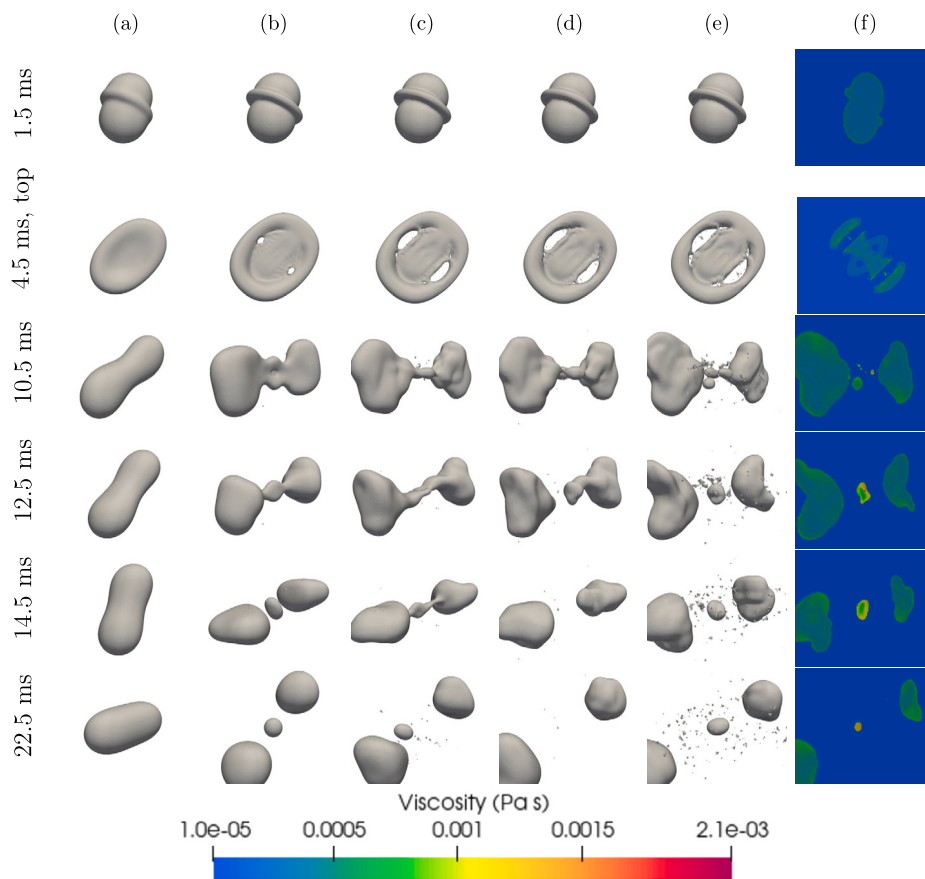 (a) (b) (c) (d) (e) (f)
1.5 ms
4.5 ms, top
10.5 ms
12.5 ms
14.5 ms
22.5 ms
Viscosity (Pa s)
1.0e-05 0.0005 0.001 0.0015 2.1e-03